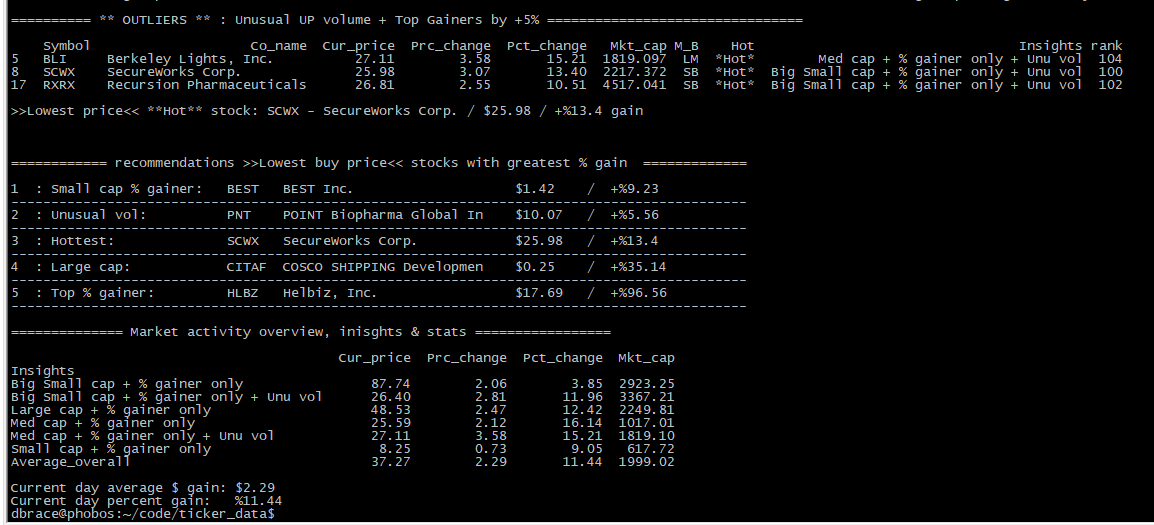 ========== ** OUTLIERS ** : Unusual UP volume + Top Gainers by +5% ================================
Symbol Co_name Cur_price Prc_change Pct_change Mkt_cap M_B Hot Insights rank
5 BLI Berkeley Lights, Inc. 27.11 3.58 15.21 1819.097 LM *Hot* Med cap + % gainer only + Unu vol 104
8 SCWX SecureWorks Corp. 25.98 3.07 13.40 2217.372 SB *Hot* Big Small cap + % gainer only + Unu vol 100
17 RXRX Recursion Pharmaceuticals 26.81 2.55 10.51 4517.041 SB *Hot* Big Small cap + % gainer only + Unu vol 102
>>Lowest price<< **Hot** stock: SCWX - SecureWorks Corp. / $25.98 / +%13.4 gain
============ recommendations >>Lowest buy price<< stocks with greatest % gain =============
1 : Small cap % gainer: BEST BEST Inc. $1.42 / +%9.23
--------------------------------------------------------------------------------------------
2 : Unusual vol: PNT POINT Biopharma Global In $10.07 / +%5.56
--------------------------------------------------------------------------------------------
3 : Hottest: SCWX SecureWorks Corp. $25.98 / +%13.4
--------------------------------------------------------------------------------------------
4 : Large cap: CITAF COSCO SHIPPING Developmen $0.25 / +%35.14
--------------------------------------------------------------------------------------------
5 : Top % gainer: HLBZ Helbiz, Inc. $17.69 / +%96.56
--------------------------------------------------------------------------------------------
============== Market activity overview, inisghts & stats =================
Cur_price Prc_change Pct_change Mkt_cap
Insights
Big Small cap + % gainer only 87.74 2.06 3.85 2923.25
Big Small cap + % gainer only + Unu vol 26.40 2.81 11.96 3367.21
Large cap + % gainer only 48.53 2.47 12.42 2249.81
Med cap + % gainer only 25.59 2.12 16.14 1017.01
Med cap + % gainer only + Unu vol 27.11 3.58 15.21 1819.10
Small cap + % gainer only 8.25 0.73 9.05 617.72
Average_overall 37.27 2.29 11.44 1999.02
Current day average $ gain: $2.29
Current day percent gain: %11.44
dbrace@phobos:~/code/ticker_data$